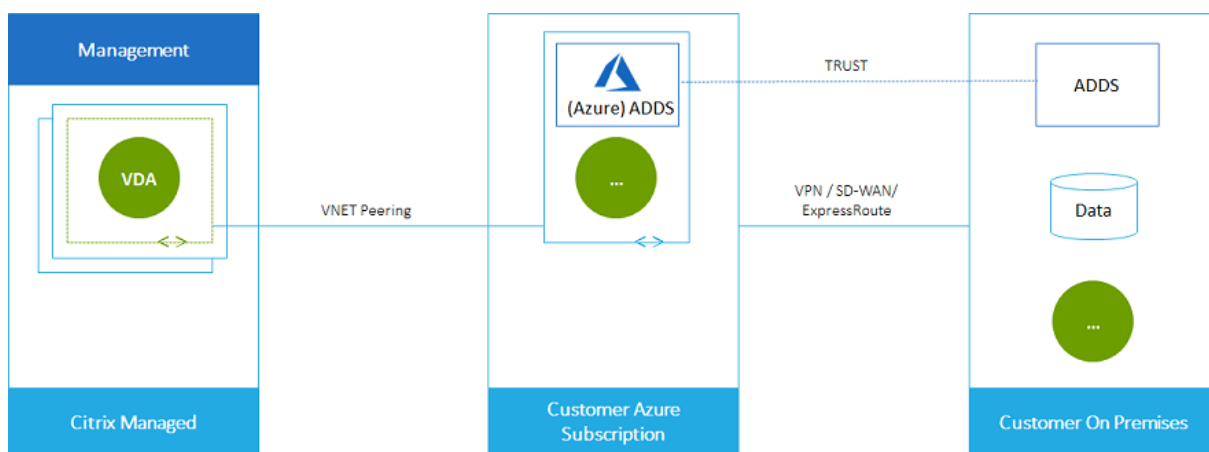 Management
VDA
VNET Peering
Citrix Managed
(Azure) ADDS
...
Customer Azure
Subscription
TRUST
VPN / SD-WAN/
ExpressRoute
ADDS
Data
...
Customer On Premises